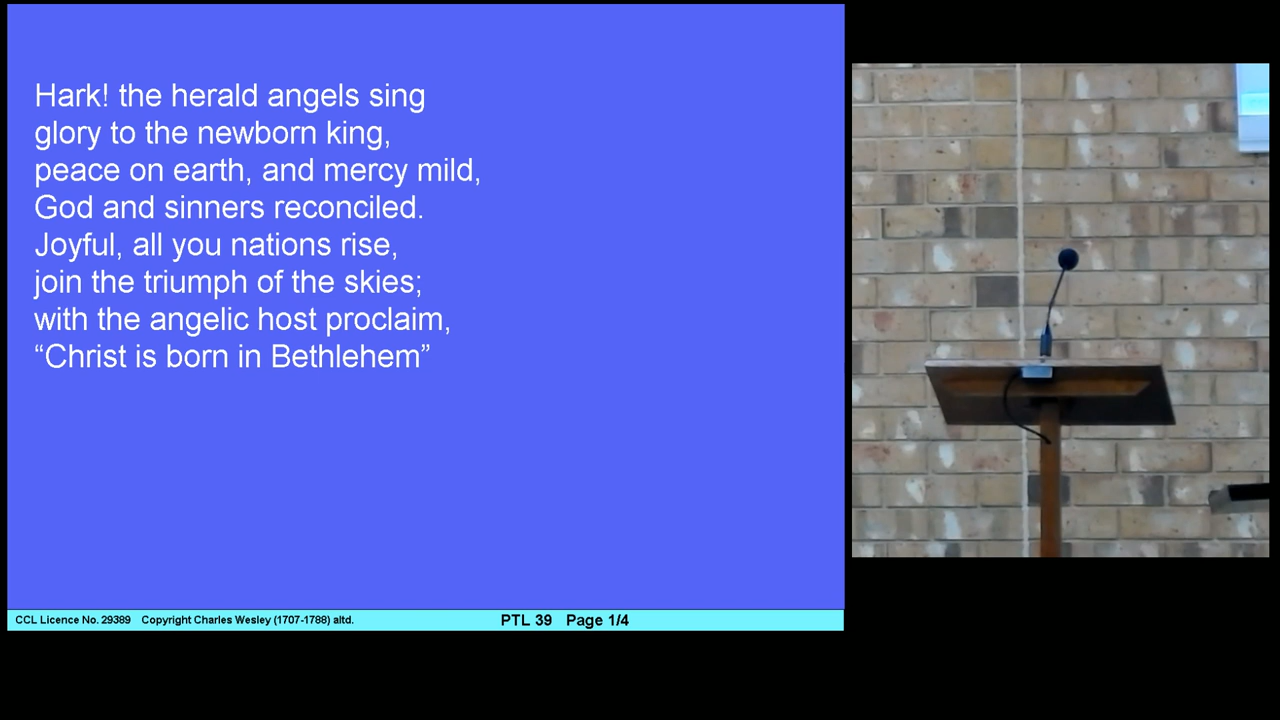 Hark! the herald angels sing
glory to the newborn king,
peace on earth, and mercy mild,
God and sinners reconciled.
Joyful, all you nations rise,
join the triumph of the skies;
with the angelic host proclaim,
“Christ is born in Bethlehem”
CCL Licence No. 29389 Copyright Charles Wesley (1707-1788) altd. PTL 39 Page 1/4